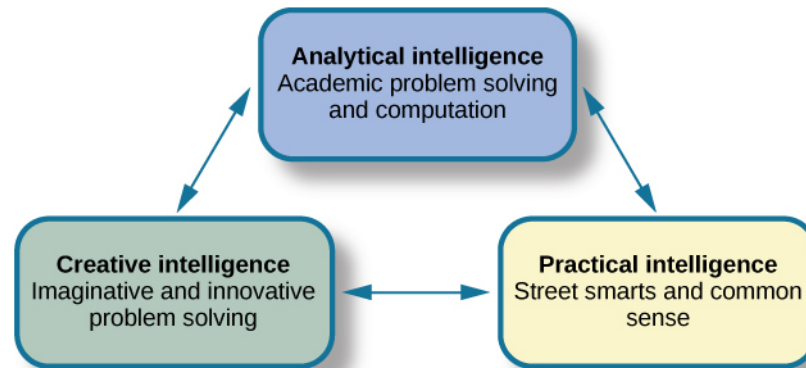 Analytical intelligence
Academic problem solving
and computation
Creative intelligence
Imaginative and innovative
problem solving
Practical intelligence
Street smarts and common
sense